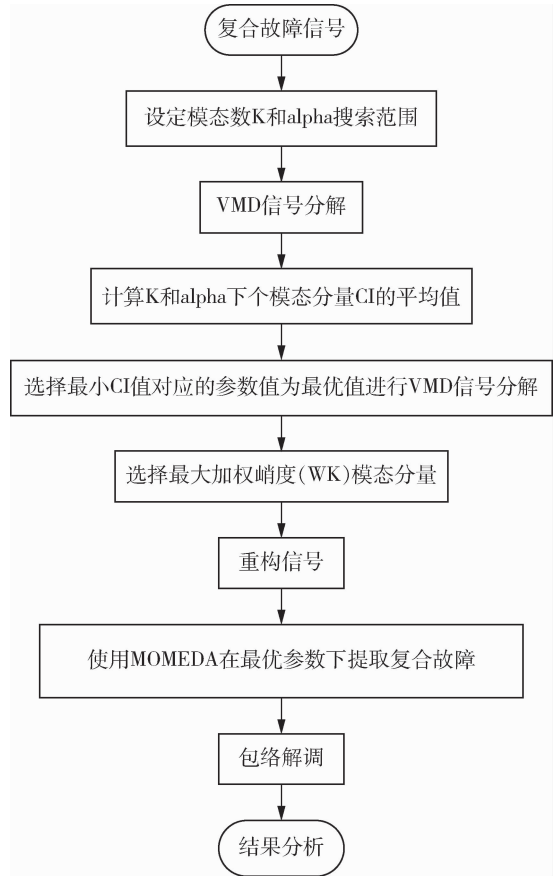 复合故障信号
设定模态数K和alpha搜索范围
VMD信号分解
计算K和alpha下个模态分量CI的平均值
选择最小CI值对应的参数值为最优值进行VMD信号分解
选择最大加权峭度(WK)模态分量
重构信号
使用MOMEDA在最优参数下提取复合故障
包络解调
结果分析